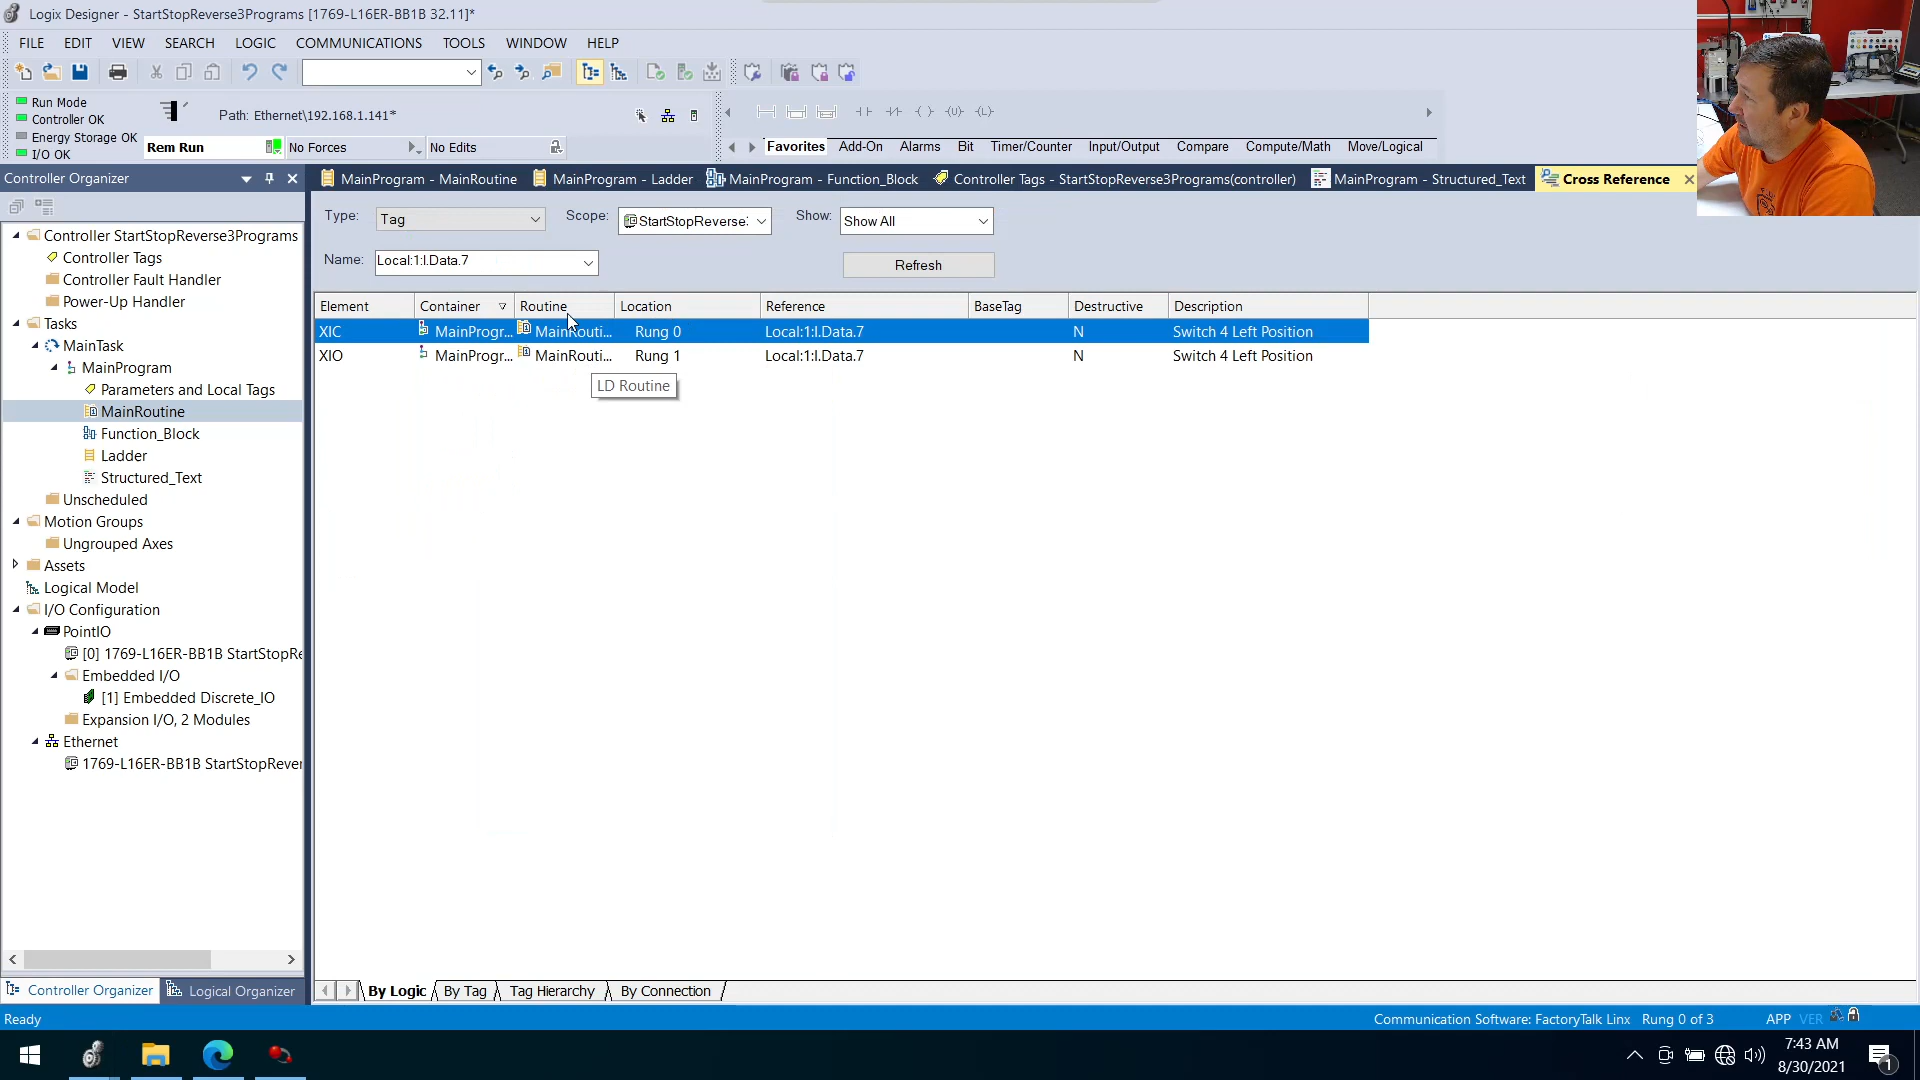 Logix Designer - StartStopReverse3Programs [1769-L16ER-BB1B 32.11]*
FILE EDIT VIEW SEARCH LOGIC COMMUNICATIONS TOOLS WINDOW HELP
Run Mode
Controller OK
Energy Storage OK
I/O OK
Path: Ethernet\192.168.1.141*
Rem Run No Forces No Edits
Favorites Add-On Alarms Bit Timer/Counter Input/Output Compare Compute/Math Move/Logical
Controller Organizer
MainProgram - MainRoutine MainProgram - Ladder MainProgram - Function_Block Controller Tags - StartStopReverse3Programs(controller) MainProgram - Structured_Text Cross Reference
Type: Tag Scope: StartStopReverse: Show: Show All
Name: Local:1:I.Data.7 Refresh
Element Container Routine Location Reference BaseTag Destructive Description
XIC MainProgr... MainRouti... Rung 0 Local:1:I.Data.7 N Switch 4 Left Position
XIO MainProgr... MainRouti... Rung 1 Local:1:I.Data.7 N Switch 4 Left Position
LD Routine
Controller StartStopReverse3Programs
Controller Tags
Controller Fault Handler
Power-Up Handler
Tasks
MainTask
MainProgram
Parameters and Local Tags
MainRoutine
Function_Block
Ladder
Structured_Text
Unscheduled
Motion Groups
Ungrouped Axes
Assets
Logical Model
I/O Configuration
PointIO
[0] 1769-L16ER-BB1B StartStopRe
Embedded I/O
[1] Embedded Discrete_IO
Expansion I/O, 2 Modules
Ethernet
1769-L16ER-BB1B StartStopRever
Controller Organizer Logical Organizer
By Logic By Tag Tag Hierarchy By Connection
Ready
Communication Software: FactoryTalk Linx Rung 0 of 3 APP VER
7:43 AM
8/30/2021
1